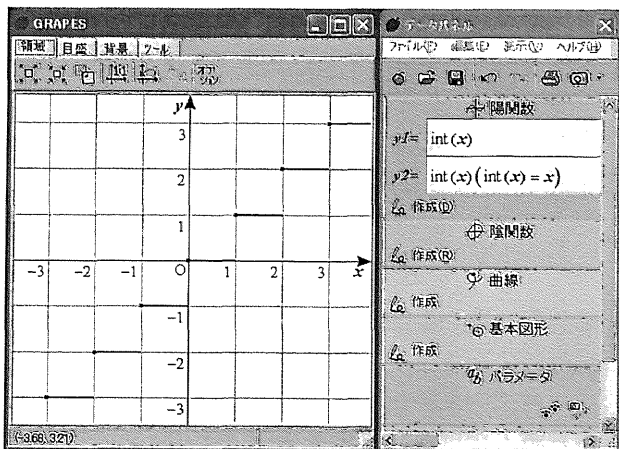 GRAPES
領域 目盛 背景 ツール
オプション
y
3
2
1
-3 -2 -1 O 1 2 3 x
-1
-2
-3
(-3.68, 3.21)
データパネル
ファイル(F) 編集(E) 表示(V) ヘルプ(H)
陽関数
y1= int(x)
y2= int(x)(int(x)=x)
作成(D)
陰関数
作成(R)
曲線
作成
基本図形
作成
パラメータ